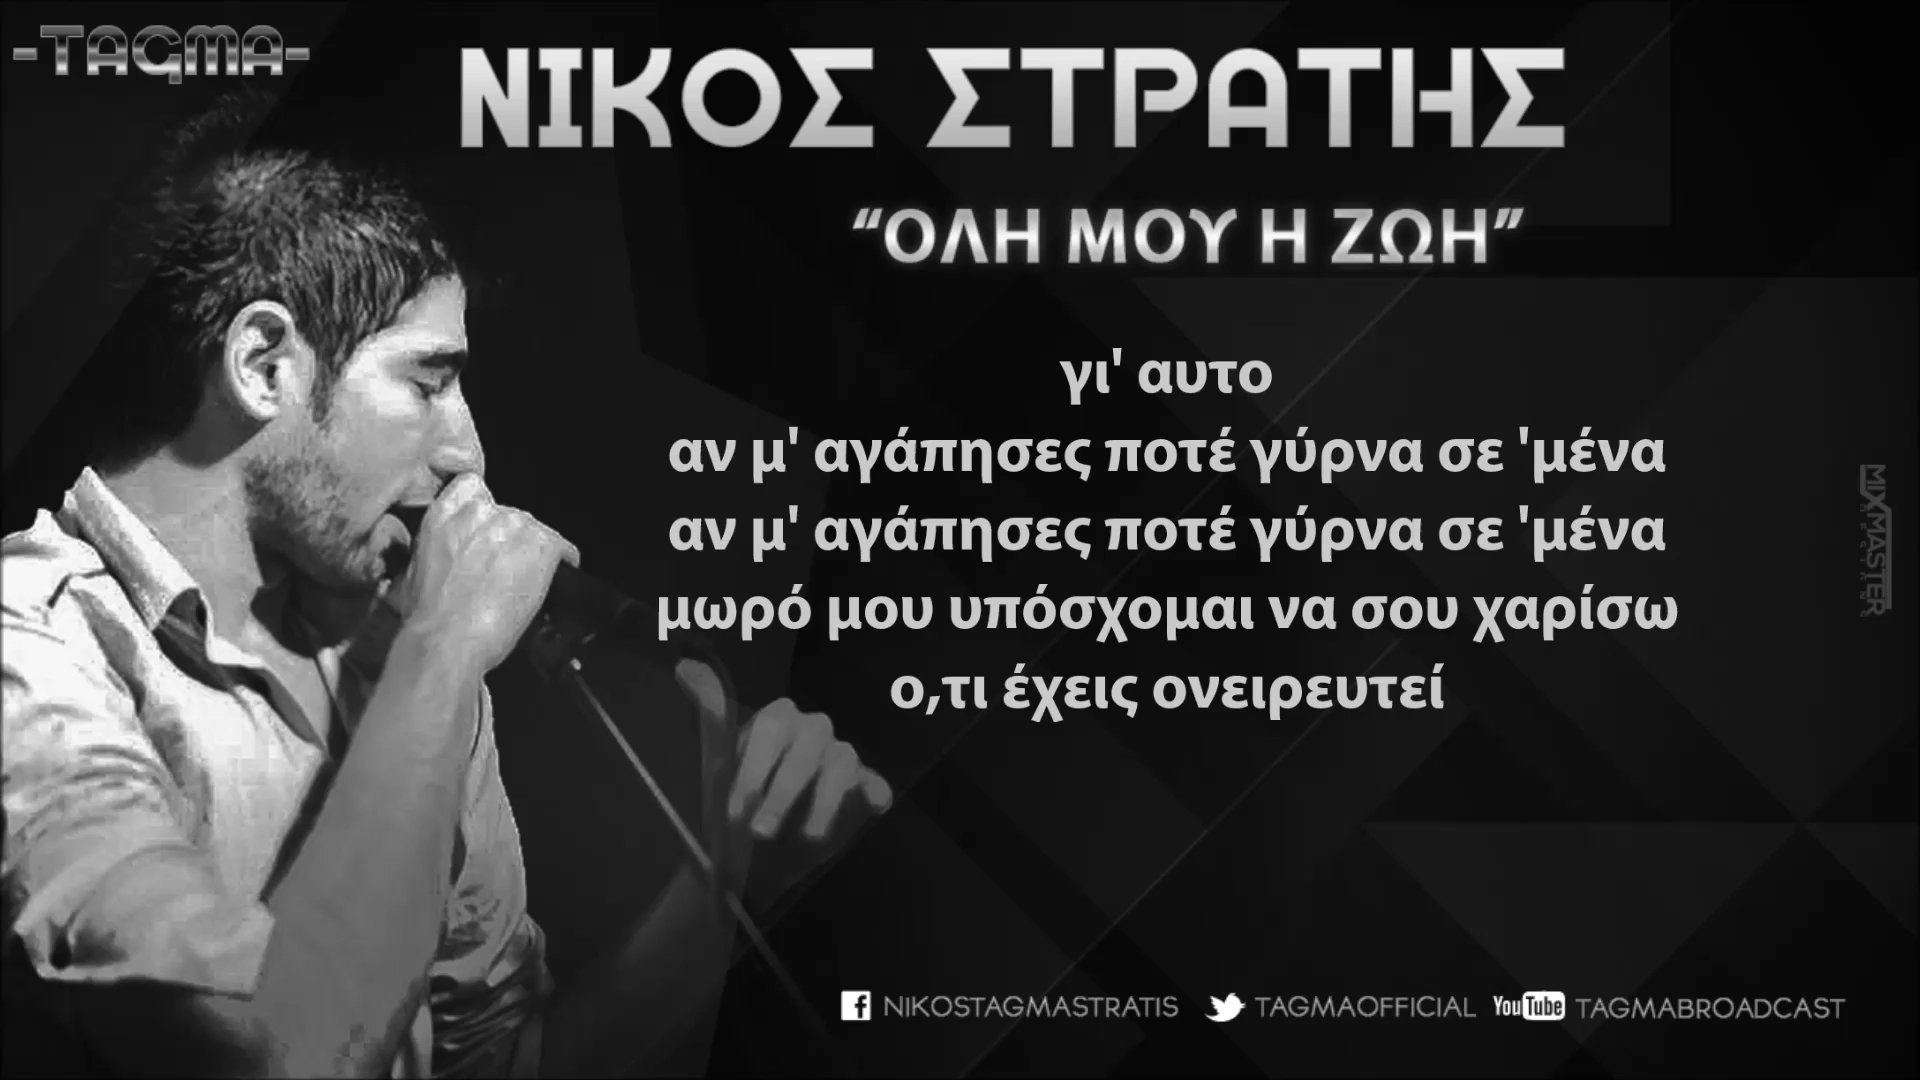 -TAGMA-
ΝΙΚΟΣ ΣΤΡΑΤΗΣ
“ΟΛΗ ΜΟΥ Η ΖΩΗ”
γι' αυτο
αν μ' αγάπησες ποτέ γύρνα σε 'μένα
αν μ' αγάπησες ποτέ γύρνα σε 'μένα
μωρό μου υπόσχομαι να σου χαρίσω
ο,τι έχεις ονειρευτεί
MIXMASTER
NIKOSTAGMASTRATIS TAGMAOFFICIAL YouTube TAGMABROADCAST